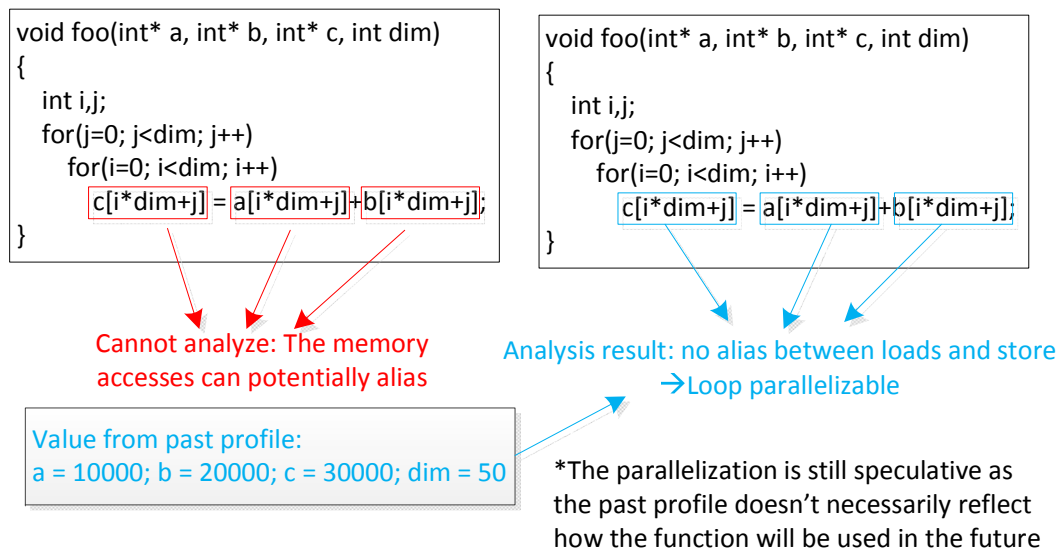 void foo(int* a, int* b, int* c, int dim)
{
int i,j;
for(j=0; j<dim; j++)
for(i=0; i<dim; i++)
c[i*dim+j] = a[i*dim+j]+b[i*dim+j];
}
Cannot analyze: The memory
accesses can potentially alias
void foo(int* a, int* b, int* c, int dim)
{
int i,j;
for(j=0; j<dim; j++)
for(i=0; i<dim; i++)
c[i*dim+j] = a[i*dim+j]+b[i*dim+j];
}
Analysis result: no alias between loads and store
→Loop parallelizable
Value from past profile:
a = 10000; b = 20000; c = 30000; dim = 50
*The parallelization is still speculative as
the past profile doesn’t necessarily reflect
how the function will be used in the future